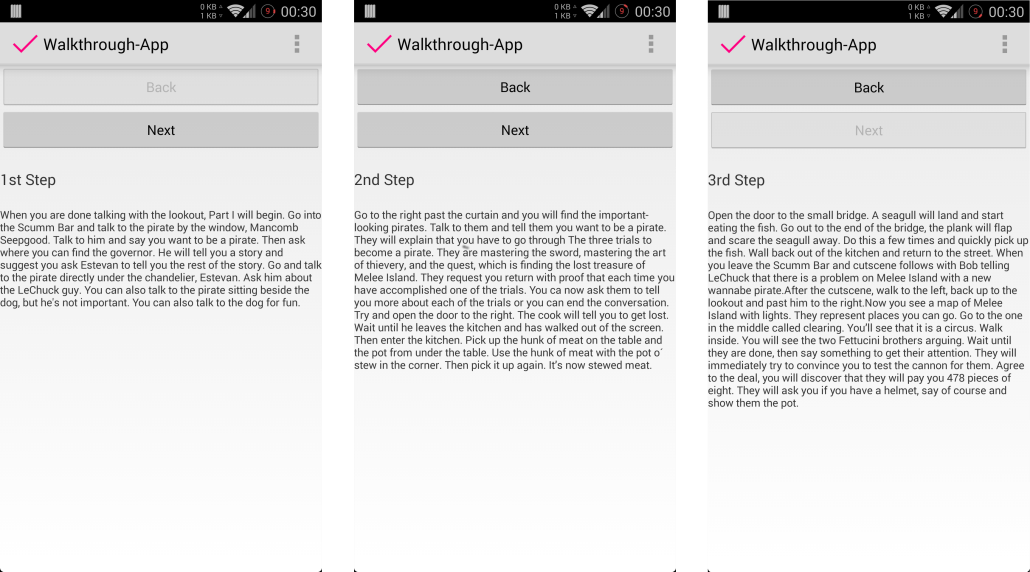 0 KB
1 KB
9
00:30
Walkthrough-App
Back
Next
1st Step
When you are done talking with the lookout, Part I will begin. Go into
the Scumm Bar and talk to the pirate by the window, Mancomb
Seepgood. Talk to him and say you want to be a pirate. Then ask
where you can find the governor. He will tell you a story and
suggest you ask Estevan to tell you the rest of the story. Go and talk
to the pirate directly under the chandelier, Estevan. Ask him about
the LeChuck guy. You can also talk to the pirate sitting beside the
dog, but he's not important. You can also talk to the dog for fun.
0 KB
1 KB
9
00:30
Walkthrough-App
Back
Next
2nd Step
Go to the right past the curtain and you will find the important-
looking pirates. Talk to them and tell them you want to be a pirate.
They will explain that you have to go through The three trials to
become a pirate. They are mastering the sword, mastering the art
of thievery, and the quest, which is finding the lost treasure of
Melee Island. They request you return with proof that each time you
have accomplished one of the trials. You ca now ask them to tell
you more about each of the trials or you can end the conversation.
Try and open the door to the right. The cook will tell you to get lost.
Wait until he leaves the kitchen and has walked out of the screen.
Then enter the kitchen. Pick up the hunk of meat on the table and
the pot from under the table. Use the hunk of meat with the pot o´
stew in the corner. Then pick it up again. It’s now stewed meat.
0 KB
1 KB
9
00:30
Walkthrough-App
Back
Next
3rd Step
Open the door to the small bridge. A seagull will land and start
eating the fish. Go out to the end of the bridge, the plank will flap
and scare the seagull away. Do this a few times and quickly pick up
the fish. Wall back out of the kitchen and return to the street. When
you leave the Scumm Bar and cutscene follows with Bob telling
LeChuck that there is a problem on Melee Island with a new
wannabe pirate.After the cutscene, walk to the left, back up to the
lookout and past him to the right.Now you see a map of Melee
Island with lights. They represent places you can go. Go to the one
in the middle called clearing. You’ll see that it is a circus. Walk
inside. You will see the two Fettucini brothers arguing. Wait until
they are done, then say something to get their attention. They will
immediately try to convince you to test the cannon for them. Agree
to the deal, you will discover that they will pay you 478 pieces of
eight. They will ask you if you have a helmet, say of course and
show them the pot.